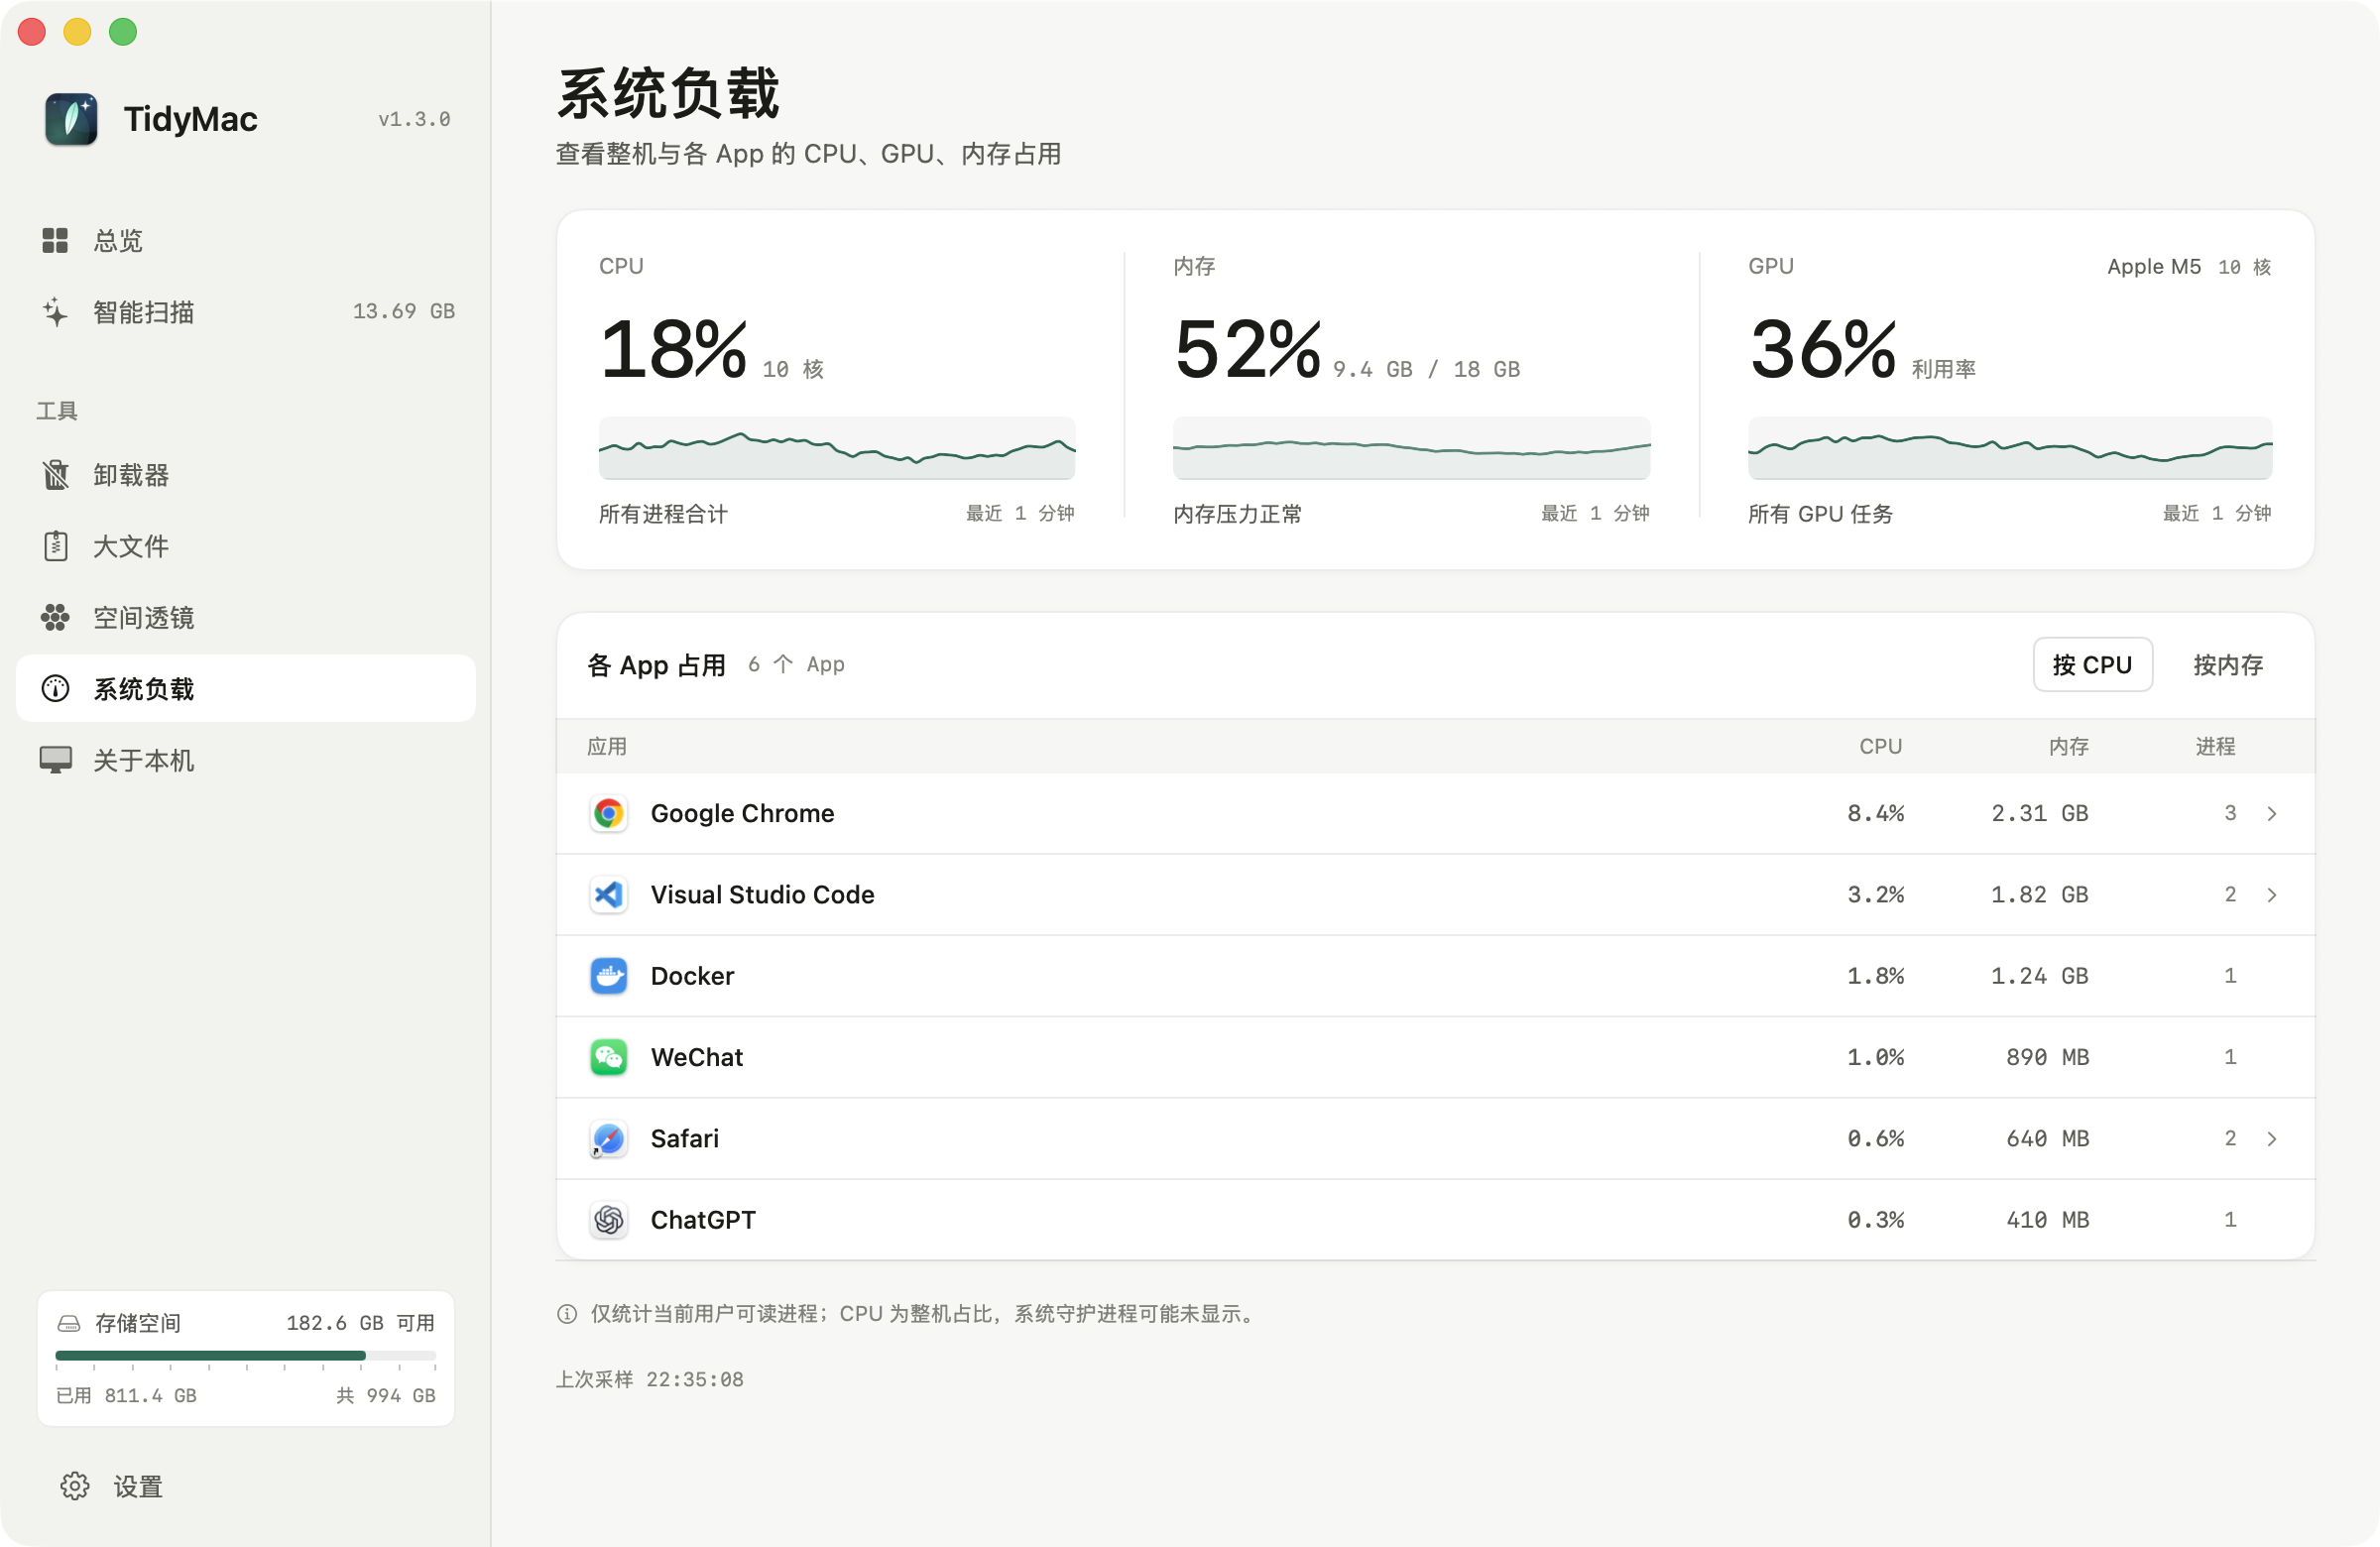 TidyMac v1.3.0
总览
智能扫描 13.69 GB
工具
卸载器
大文件
空间透镜
系统负载
关于本机
存储空间 182.6 GB 可用
已用 811.4 GB 共 994 GB
设置
系统负载
查看整机与各 App 的 CPU、GPU、内存占用
CPU
18% 10 核
所有进程合计 最近 1 分钟
内存
52% 9.4 GB / 18 GB
内存压力正常 最近 1 分钟
GPU Apple M5 10 核
36% 利用率
所有 GPU 任务 最近 1 分钟
各 App 占用 6 个 App 按 CPU 按内存
应用 CPU 内存 进程
Google Chrome 8.4% 2.31 GB 3
Visual Studio Code 3.2% 1.82 GB 2
Docker 1.8% 1.24 GB 1
WeChat 1.0% 890 MB 1
Safari 0.6% 640 MB 2
ChatGPT 0.3% 410 MB 1
仅统计当前用户可读进程；CPU 为整机占比，系统守护进程可能未显示。
上次采样 22:35:08